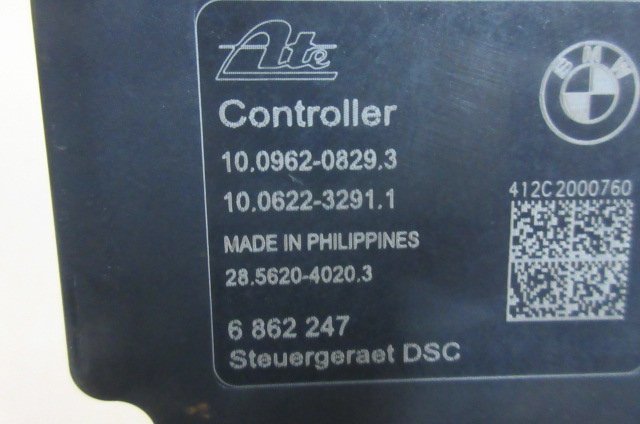 Ate
BMW
Controller
10.0962-0829.3
10.0622-3291.1
412C2000760
MADE IN PHILIPPINES
28.5620-4020.3
6 862 247
Steuergeraet DSC